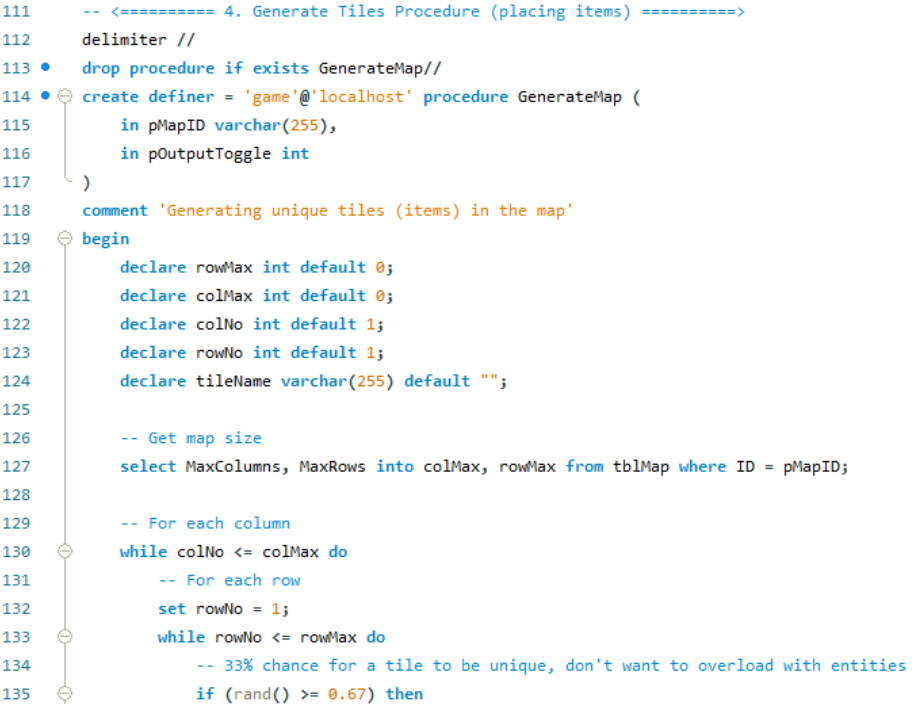 111 -- <========== 4. Generate Tiles Procedure (placing items) ==========>
112 delimiter //
113 drop procedure if exists GenerateMap//
114 create definer = 'game'@'localhost' procedure GenerateMap (
115 in pMapID varchar(255),
116 in pOutputToggle int
117 )
118 comment 'Generating unique tiles (items) in the map'
119 begin
120 declare rowMax int default 0;
121 declare colMax int default 0;
122 declare colNo int default 1;
123 declare rowNo int default 1;
124 declare tileName varchar(255) default "";
125
126 -- Get map size
127 select MaxColumns, MaxRows into colMax, rowMax from tblMap where ID = pMapID;
128
129 -- For each column
130 while colNo <= colMax do
131 -- For each row
132 set rowNo = 1;
133 while rowNo <= rowMax do
134 -- 33% chance for a tile to be unique, don't want to overload with entities
135 if (rand() >= 0.67) then